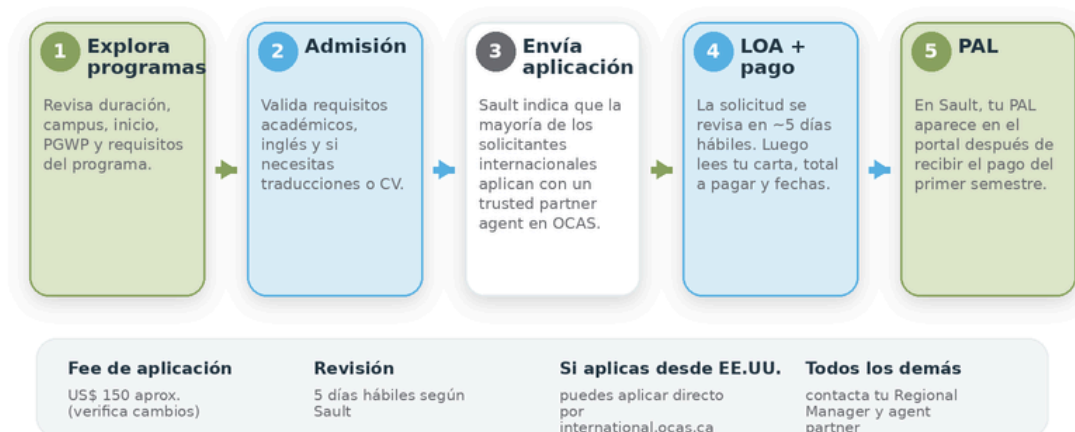 1
Explora
programas
Revisa duración,
campus, inicio,
PGWP y requisitos
del programa.
2
Admisión
Valida requisitos
académicos,
inglés y si
necesitas
traducciones o CV.
3
Envía
aplicación
Sault indica que la
mayoría de los
solicitantes
internacionales
aplican con un
trusted partner
agent en OCAS.
4
LOA +
pago
La solicitud se
revisa en ~5 días
hábiles. Luego
lees tu carta, total
a pagar y fechas.
5
PAL
En Sault, tu PAL
aparece en el
portal después de
recibir el pago del
primer semestre.
Fee de aplicación
US$ 150 aprox.
(verifica cambios)
Revisión
5 días hábiles según
Sault
Si aplicas desde EE.UU.
puedes aplicar directo
por
international.ocas.ca
Todos los demás
contacta tu Regional
Manager y agent
partner